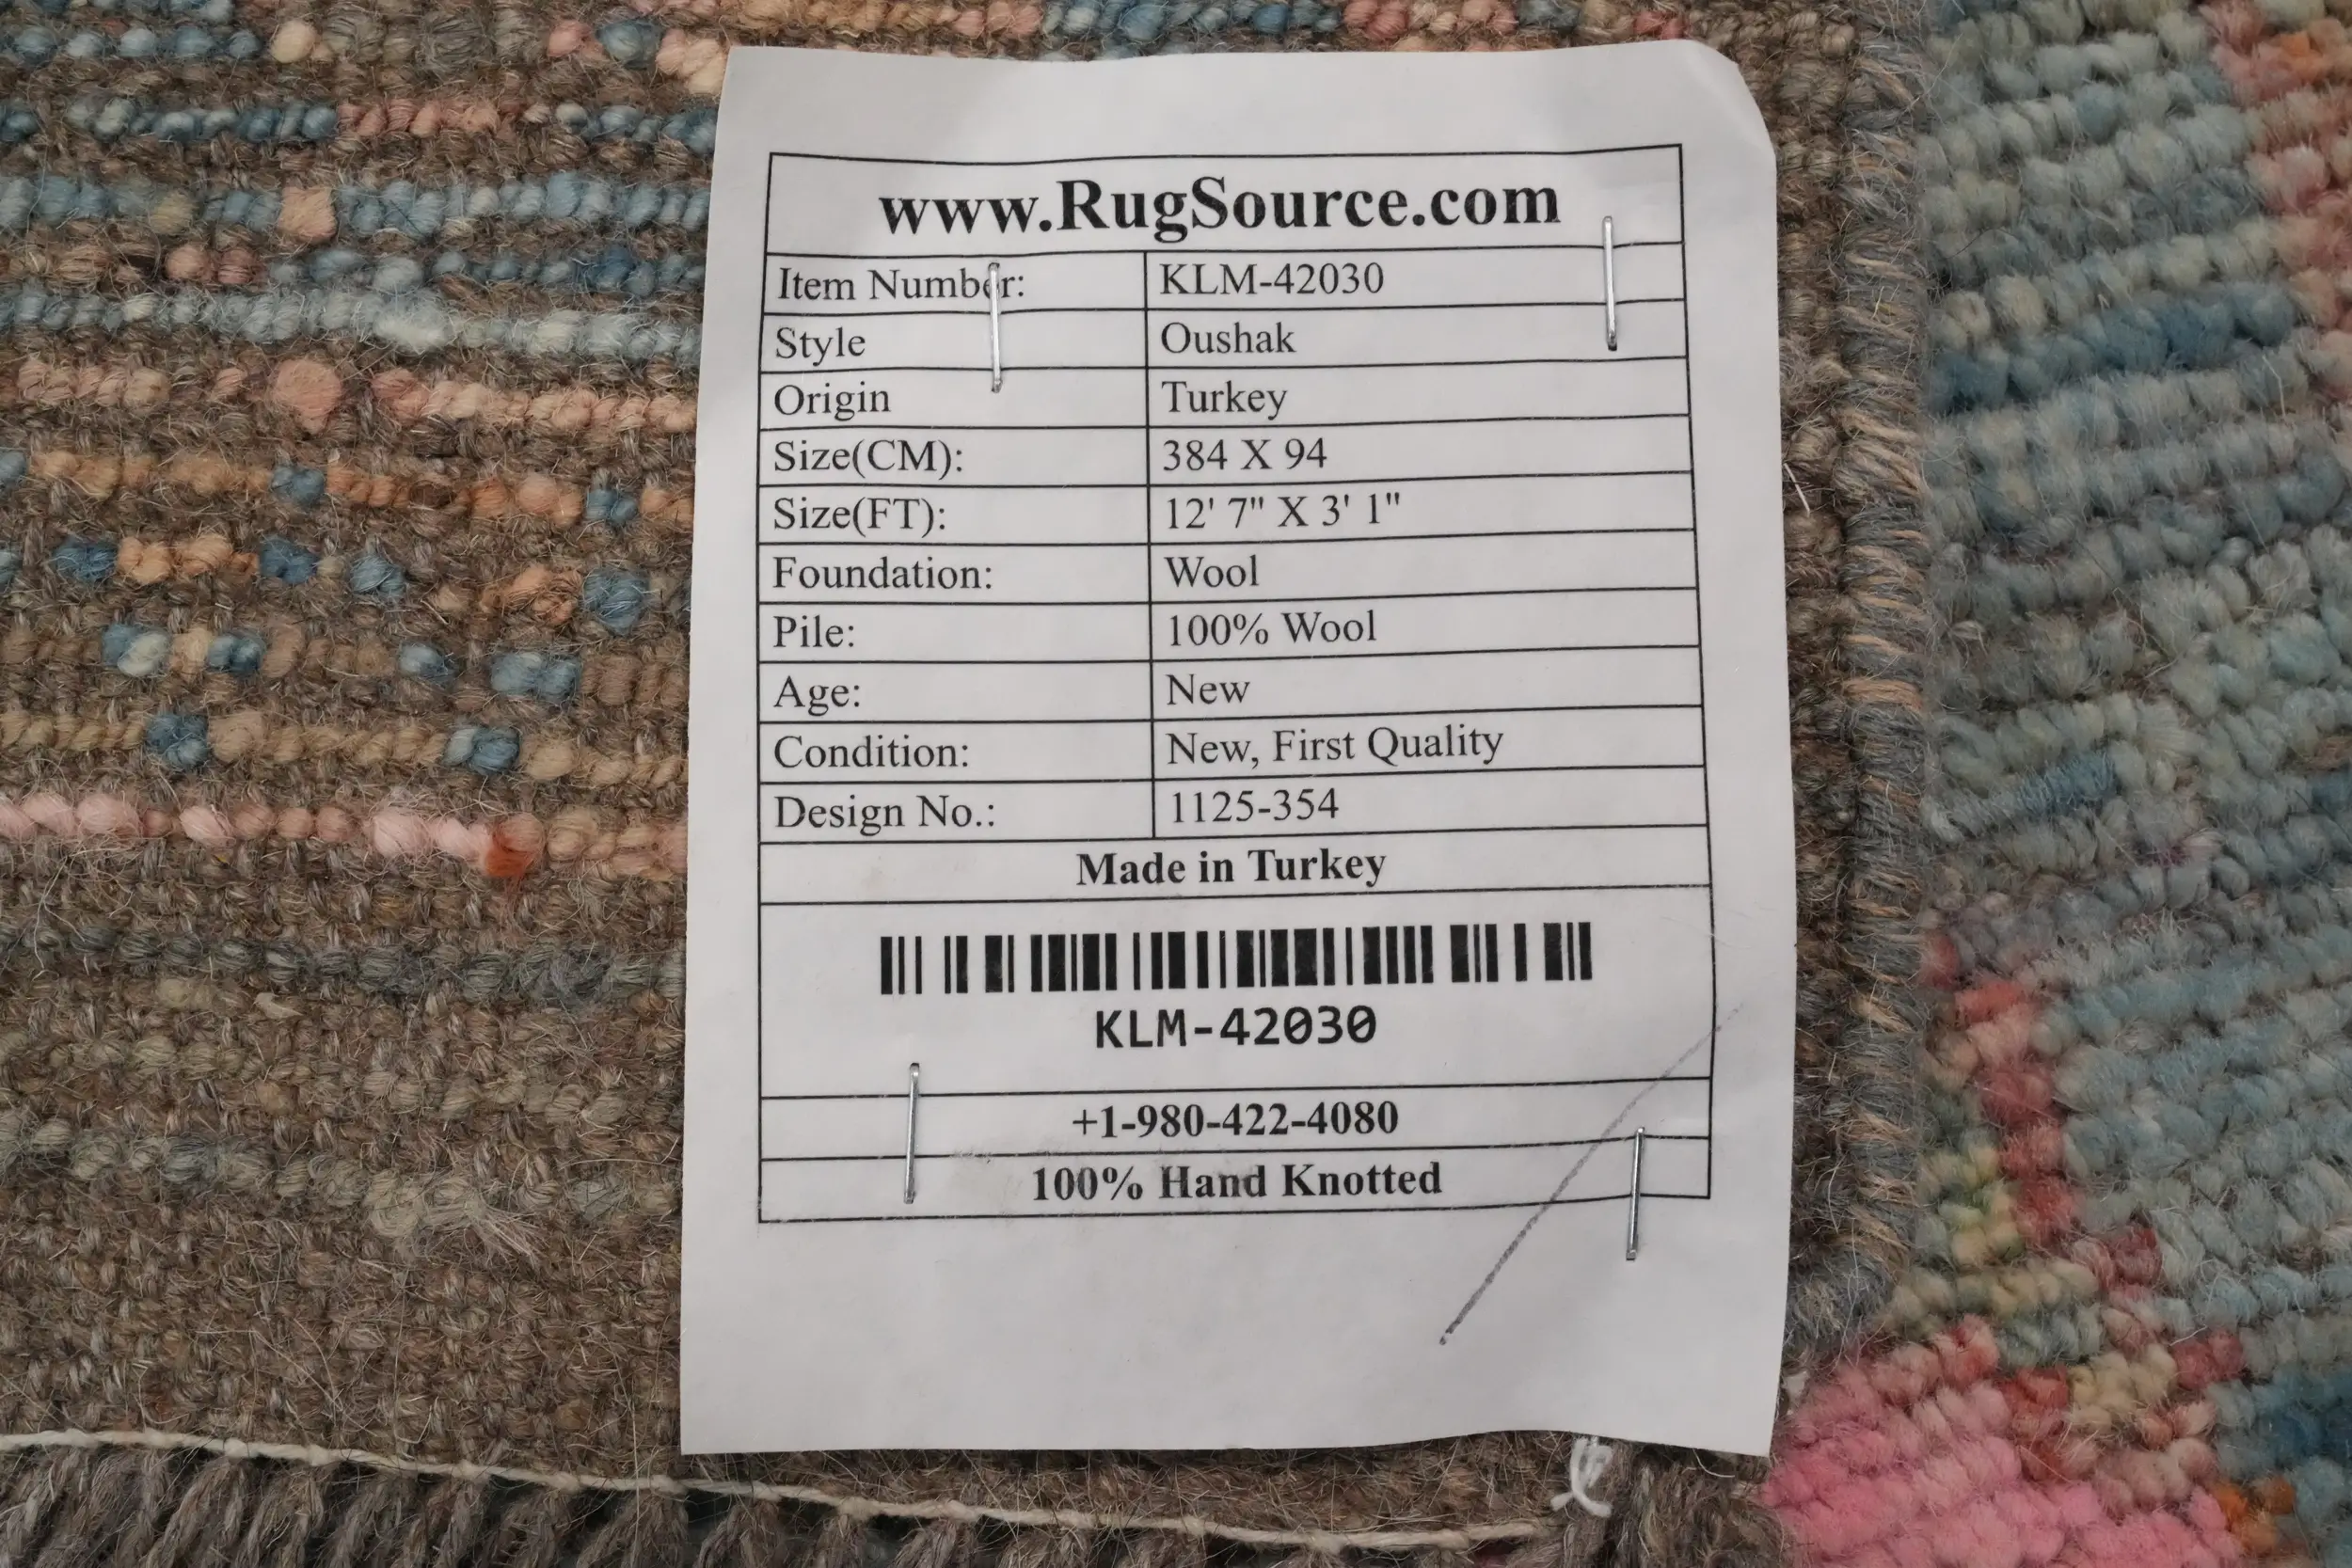 www.RugSource.com
Item Number: KLM-42030
Style Oushak
Origin Turkey
Size(CM): 384 X 94
Size(FT): 12' 7" X 3' 1"
Foundation: Wool
Pile: 100% Wool
Age: New
Condition: New, First Quality
Design No.: 1125-354
Made in Turkey
KLM-42030
+1-980-422-4080
100% Hand Knotted